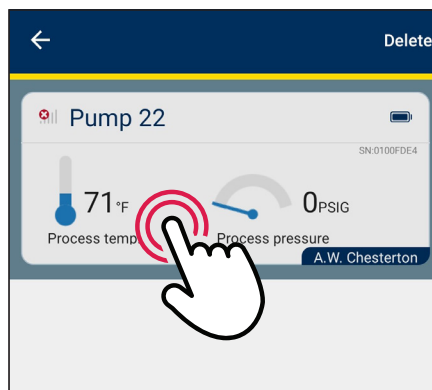 Delete
Pump 22
SN:0100FDE4
71 °F
0PSIG
Process temp
Process pressure
A.W. Chesterton